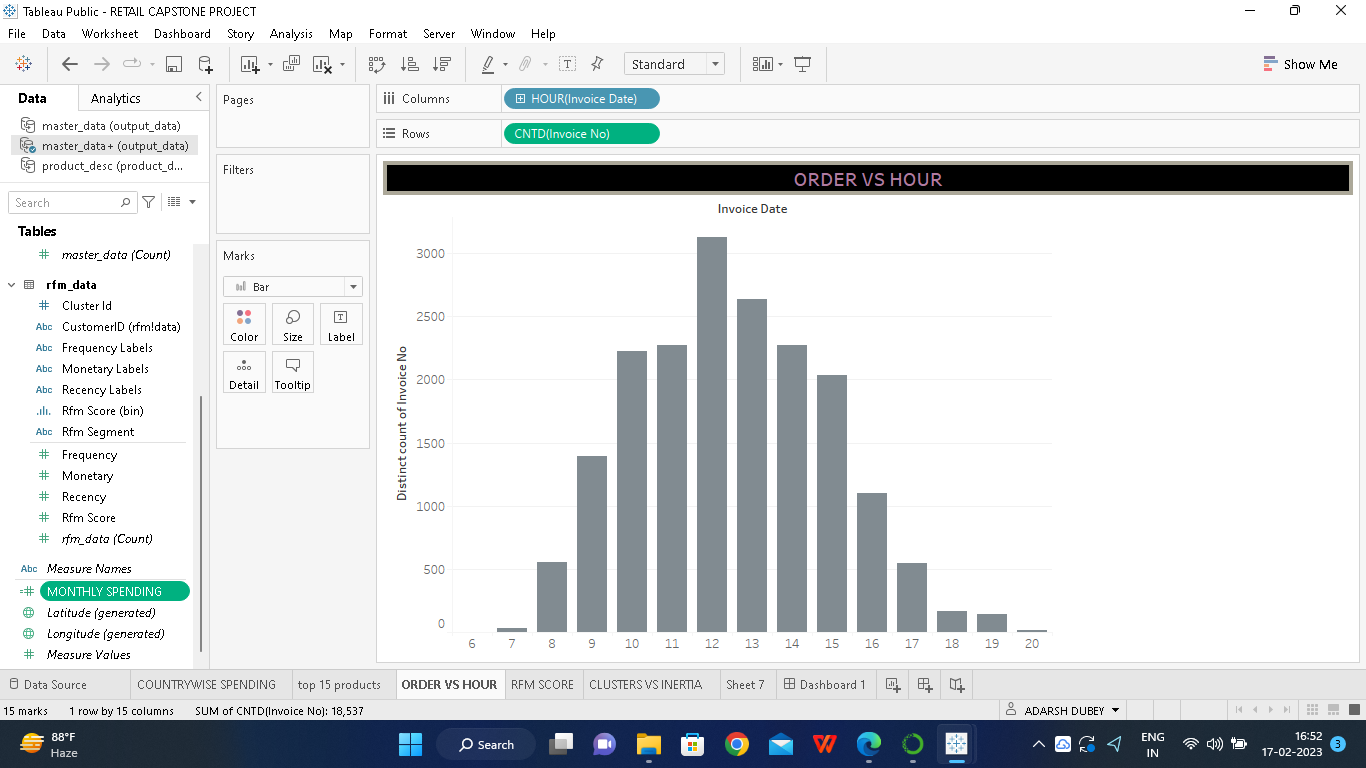 Tableau Public - RETAIL CAPSTONE PROJECT
File Data Worksheet Dashboard Story Analysis Map Format Server Window Help
Standard
Show Me
Data Analytics
master_data (output_data)
master_data+ (output_data)
product_desc (product_d...
Search
Tables
master_data (Count)
rfm_data
Cluster Id
Abc CustomerID (rfm!data)
Abc Frequency Labels
Abc Monetary Labels
Abc Recency Labels
Rfm Score (bin)
Abc Rfm Segment
Frequency
Monetary
Recency
Rfm Score
rfm_data (Count)
Abc Measure Names
MONTHLY SPENDING
Latitude (generated)
Longitude (generated)
Measure Values
Pages
Filters
Marks
Bar
Color Size Label
Detail Tooltip
Columns HOUR(Invoice Date)
Rows CNTD(Invoice No)
ORDER VS HOUR
Invoice Date
Distinct count of Invoice No
3000
2500
2000
1500
1000
500
0
6 7 8 9 10 11 12 13 14 15 16 17 18 19 20
Data Source COUNTRYWISE SPENDING top 15 products ORDER VS HOUR RFM SCORE CLUSTERS VS INERTIA Sheet 7 Dashboard 1
15 marks 1 row by 15 columns SUM of CNTD(Invoice No): 18,537 ADARSH DUBEY
88°F
Haze
Search
ENG
IN
16:52
17-02-2023
3